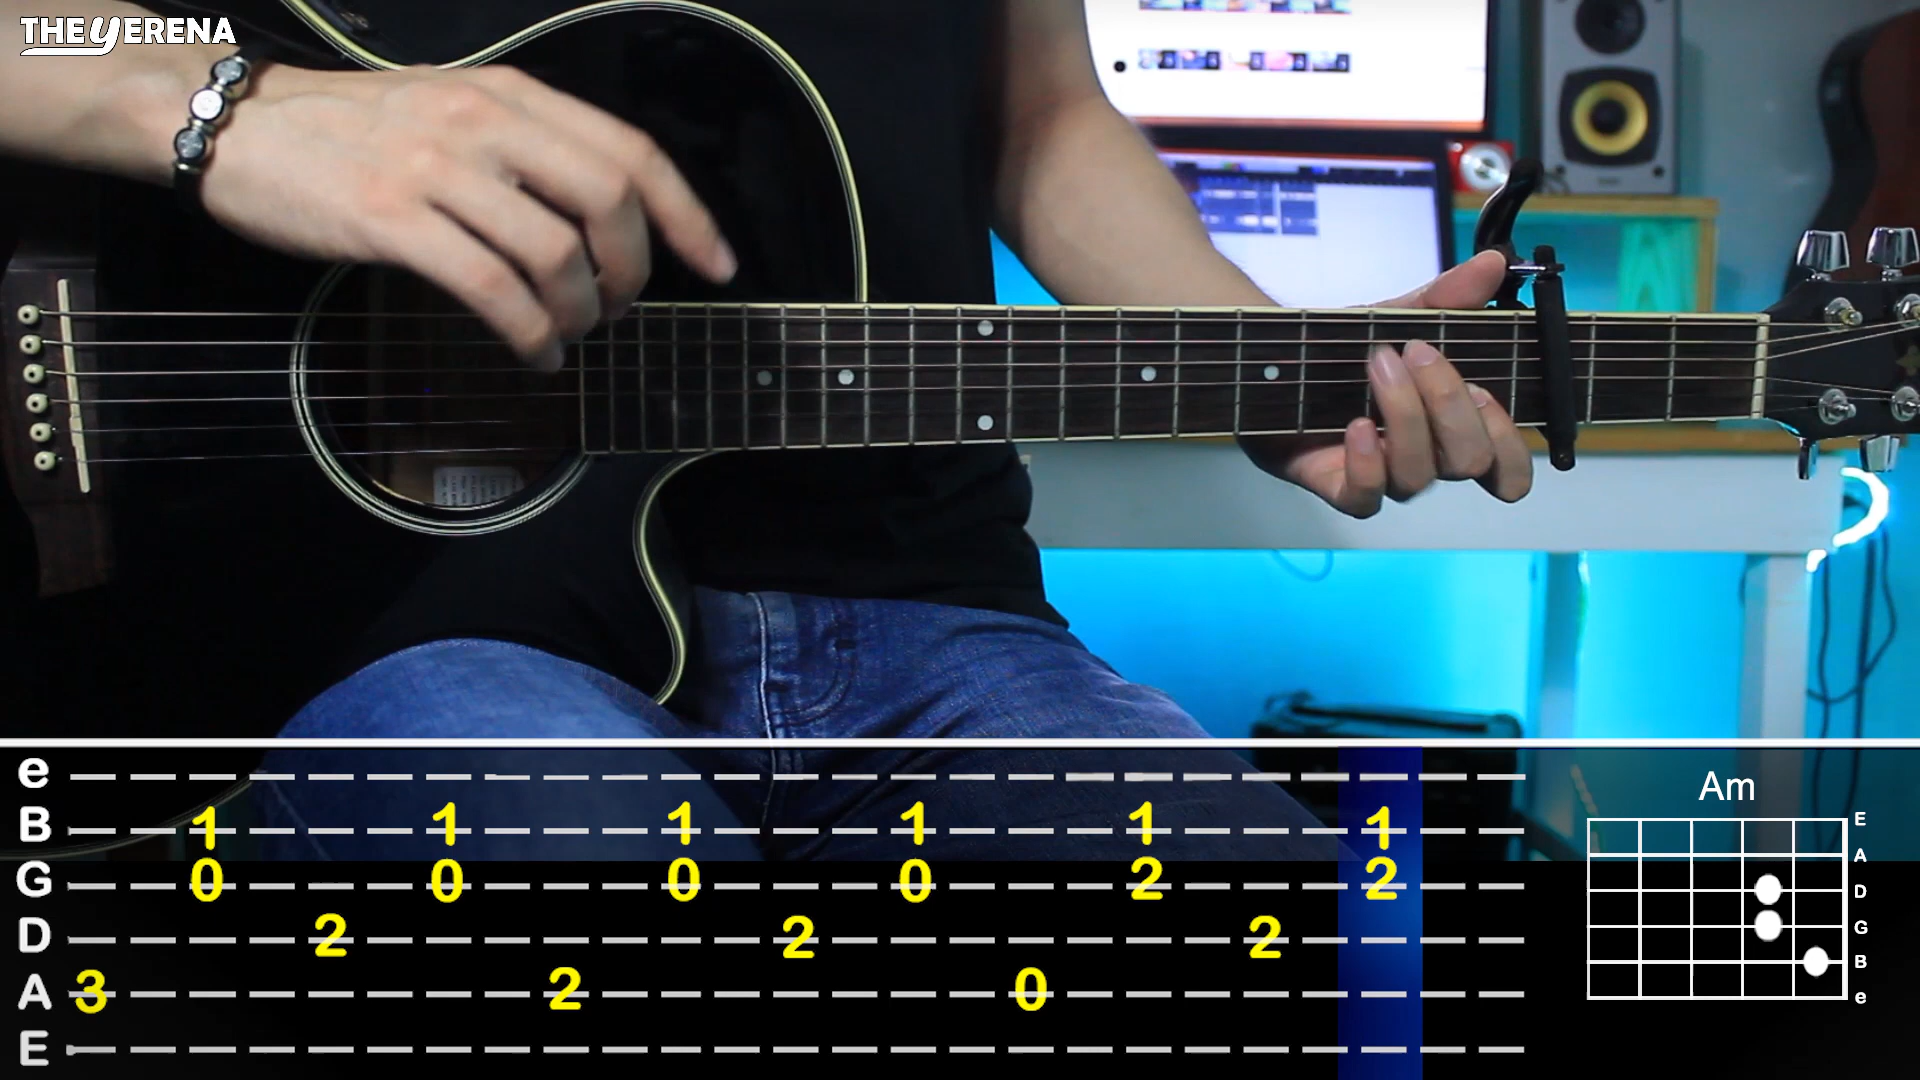 THEYERENA
e
B 1 1 1 1 1 1
G 0 0 0 0 2 2
D 2 2 2
A 3 2 0
E
Am
E
A
D
G
B
e